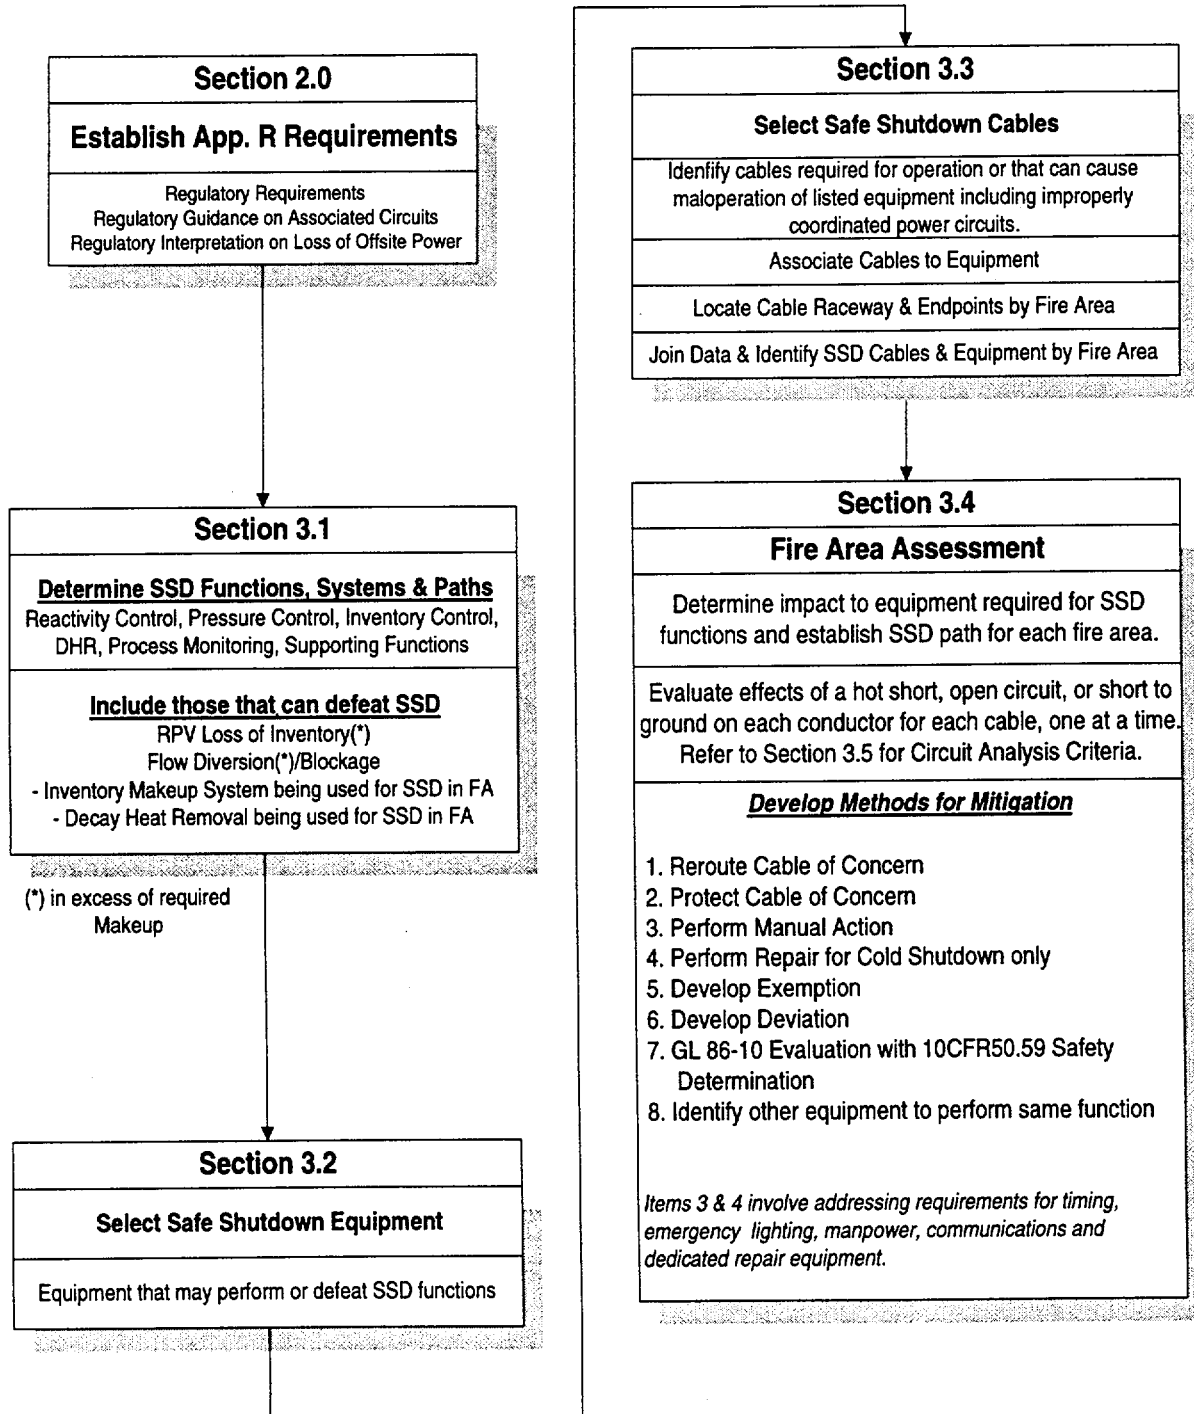 Section 2.0
Establish App. R Requirements
Regulatory Requirements
Regulatory Guidance on Associated Circuits
Regulatory Interpretation on Loss of Offsite Power
Section 3.1
Determine SSD Functions, Systems & Paths
Reactivity Control, Pressure Control, Inventory Control,
DHR, Process Monitoring, Supporting Functions
Include those that can defeat SSD
RPV Loss of Inventory(*)
Flow Diversion(*)/Blockage
- Inventory Makeup System being used for SSD in FA
- Decay Heat Removal being used for SSD in FA
(*) in excess of required
Makeup
Section 3.2
Select Safe Shutdown Equipment
Equipment that may perform or defeat SSD functions
Section 3.3
Select Safe Shutdown Cables
Idenfify cables required for operation or that can cause
maloperation of listed equipment including improperly
coordinated power circuits.
Associate Cables to Equipment
Locate Cable Raceway & Endpoints by Fire Area
Join Data & Identify SSD Cables & Equipment by Fire Area
Section 3.4
Fire Area Assessment
Determine impact to equipment required for SSD
functions and establish SSD path for each fire area.
Evaluate effects of a hot short, open circuit, or short to
ground on each conductor for each cable, one at a time.
Refer to Section 3.5 for Circuit Analysis Criteria.
Develop Methods for Mitigation
1. Reroute Cable of Concern
2. Protect Cable of Concern
3. Perform Manual Action
4. Perform Repair for Cold Shutdown only
5. Develop Exemption
6. Develop Deviation
7. GL 86-10 Evaluation with 10CFR50.59 Safety
Determination
8. Identify other equipment to perform same function
Items 3 & 4 involve addressing requirements for timing,
emergency lighting, manpower, communications and
dedicated repair equipment.